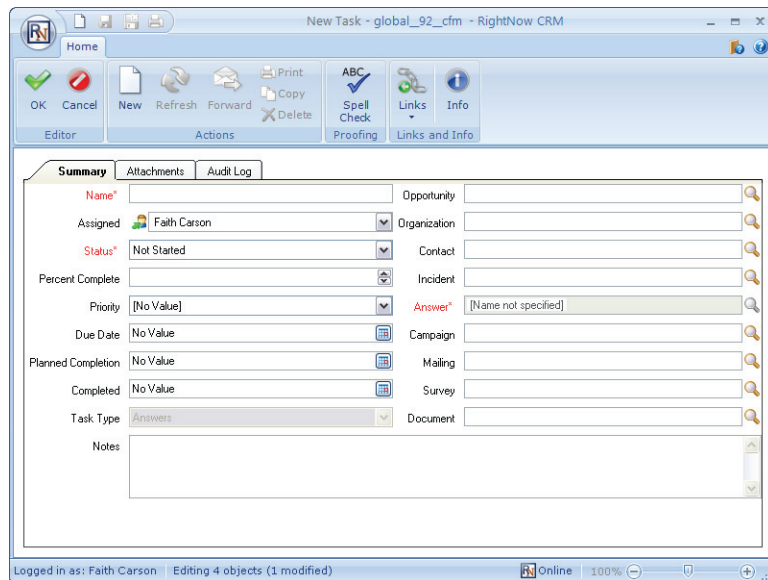 New Task - global_92_cfm - RightNow CRM
RN
Home
OK
Cancel
New
Refresh
Forward
Print
Copy
Delete
ABC
Spell Check
Links
Info
Editor
Actions
Proofing
Links and Info
Summary
Attachments
Audit Log
Name*
Opportunity
Assigned Faith Carson
Organization
Status* Not Started
Contact
Percent Complete
Incident
Priority [No Value]
Answer* [Name not specified]
Due Date No Value
Campaign
Planned Completion No Value
Mailing
Completed No Value
Survey
Task Type Answers
Document
Notes
Logged in as: Faith Carson
Editing 4 objects (1 modified)
RN Online
100%